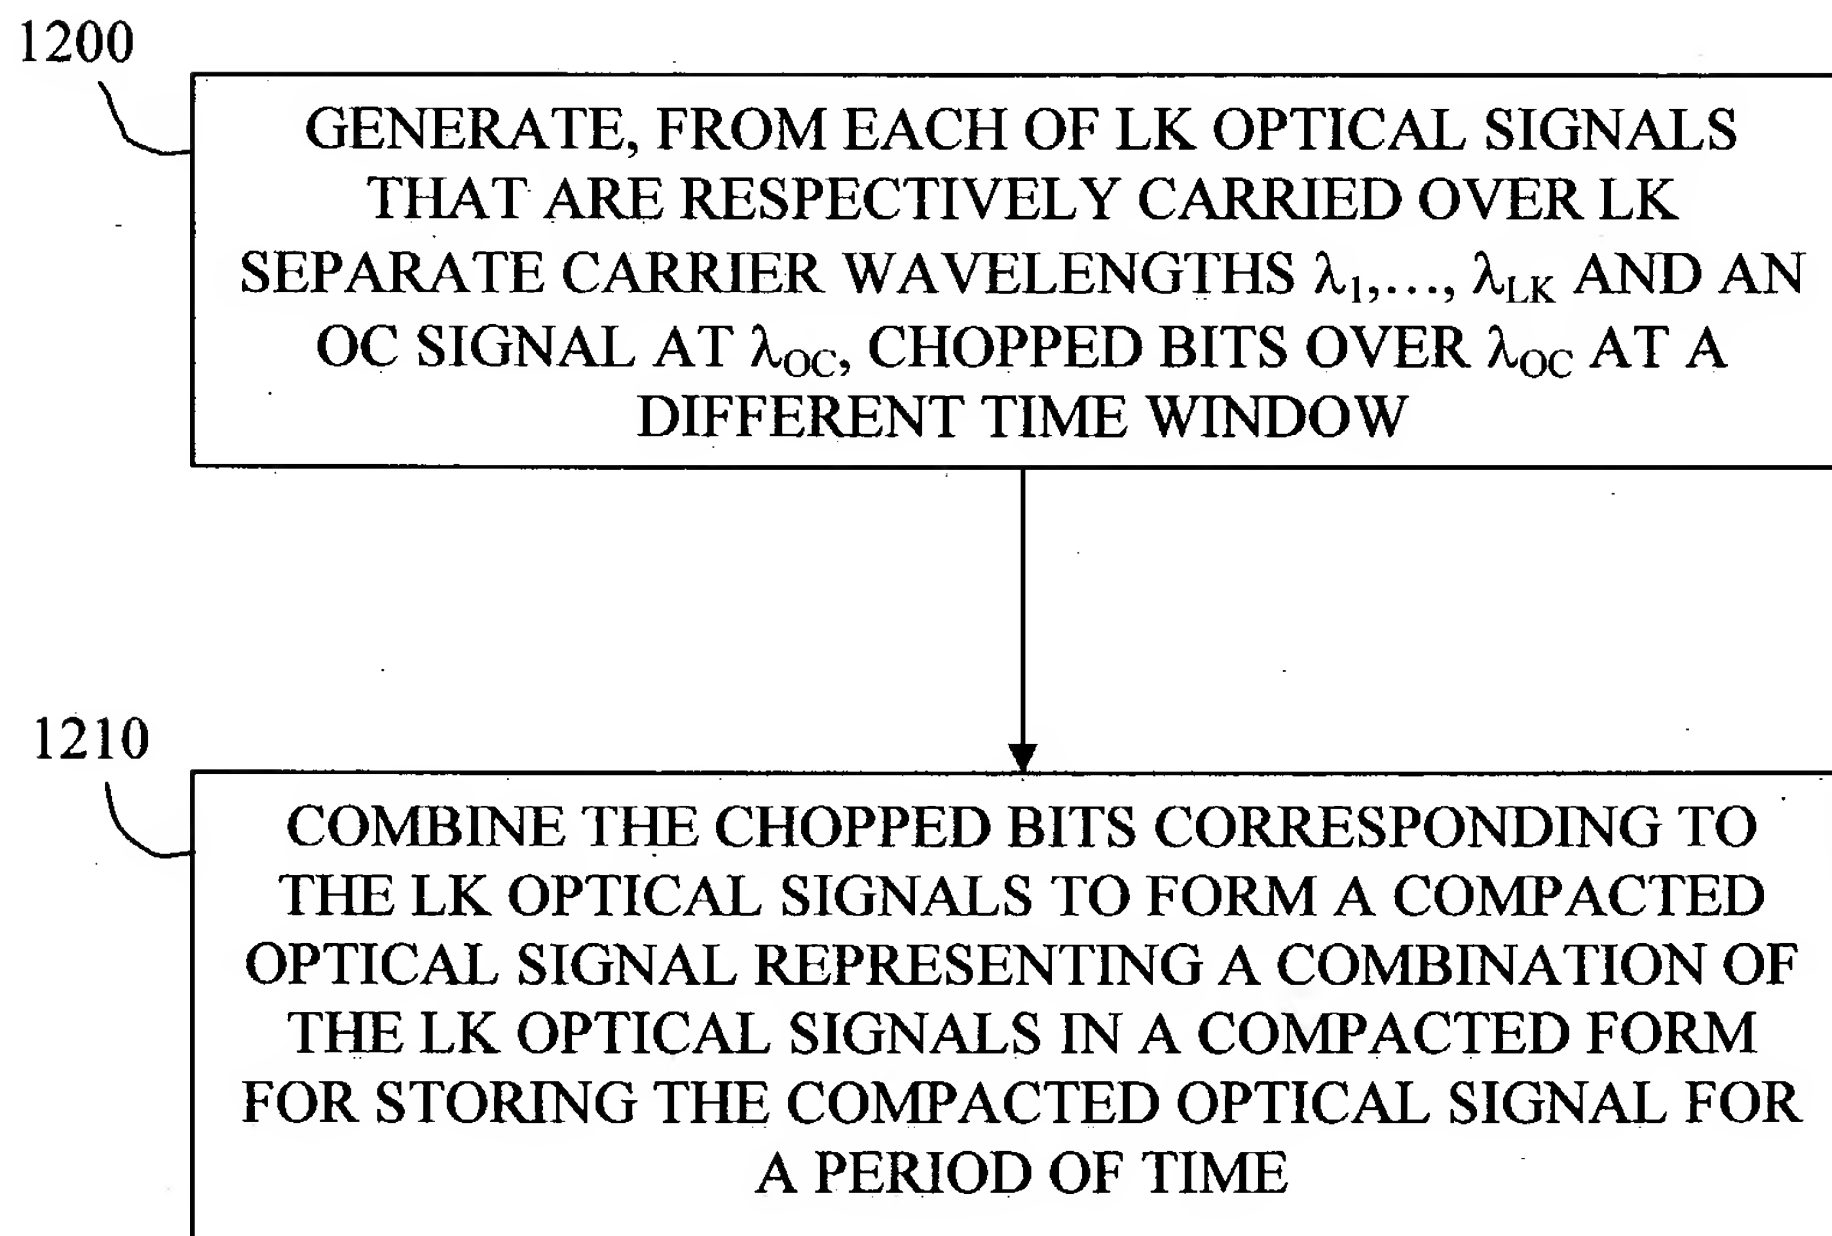 1200
GENERATE, FROM EACH OF LK OPTICAL SIGNALS
THAT ARE RESPECTIVELY CARRIED OVER LK
SEPARATE CARRIER WAVELENGTHS λ₁,…, λLK AND AN
OC SIGNAL AT λOC, CHOPPED BITS OVER λOC AT A
DIFFERENT TIME WINDOW
1210
COMBINE THE CHOPPED BITS CORRESPONDING TO
THE LK OPTICAL SIGNALS TO FORM A COMPACTED
OPTICAL SIGNAL REPRESENTING A COMBINATION OF
THE LK OPTICAL SIGNALS IN A COMPACTED FORM
FOR STORING THE COMPACTED OPTICAL SIGNAL FOR
A PERIOD OF TIME